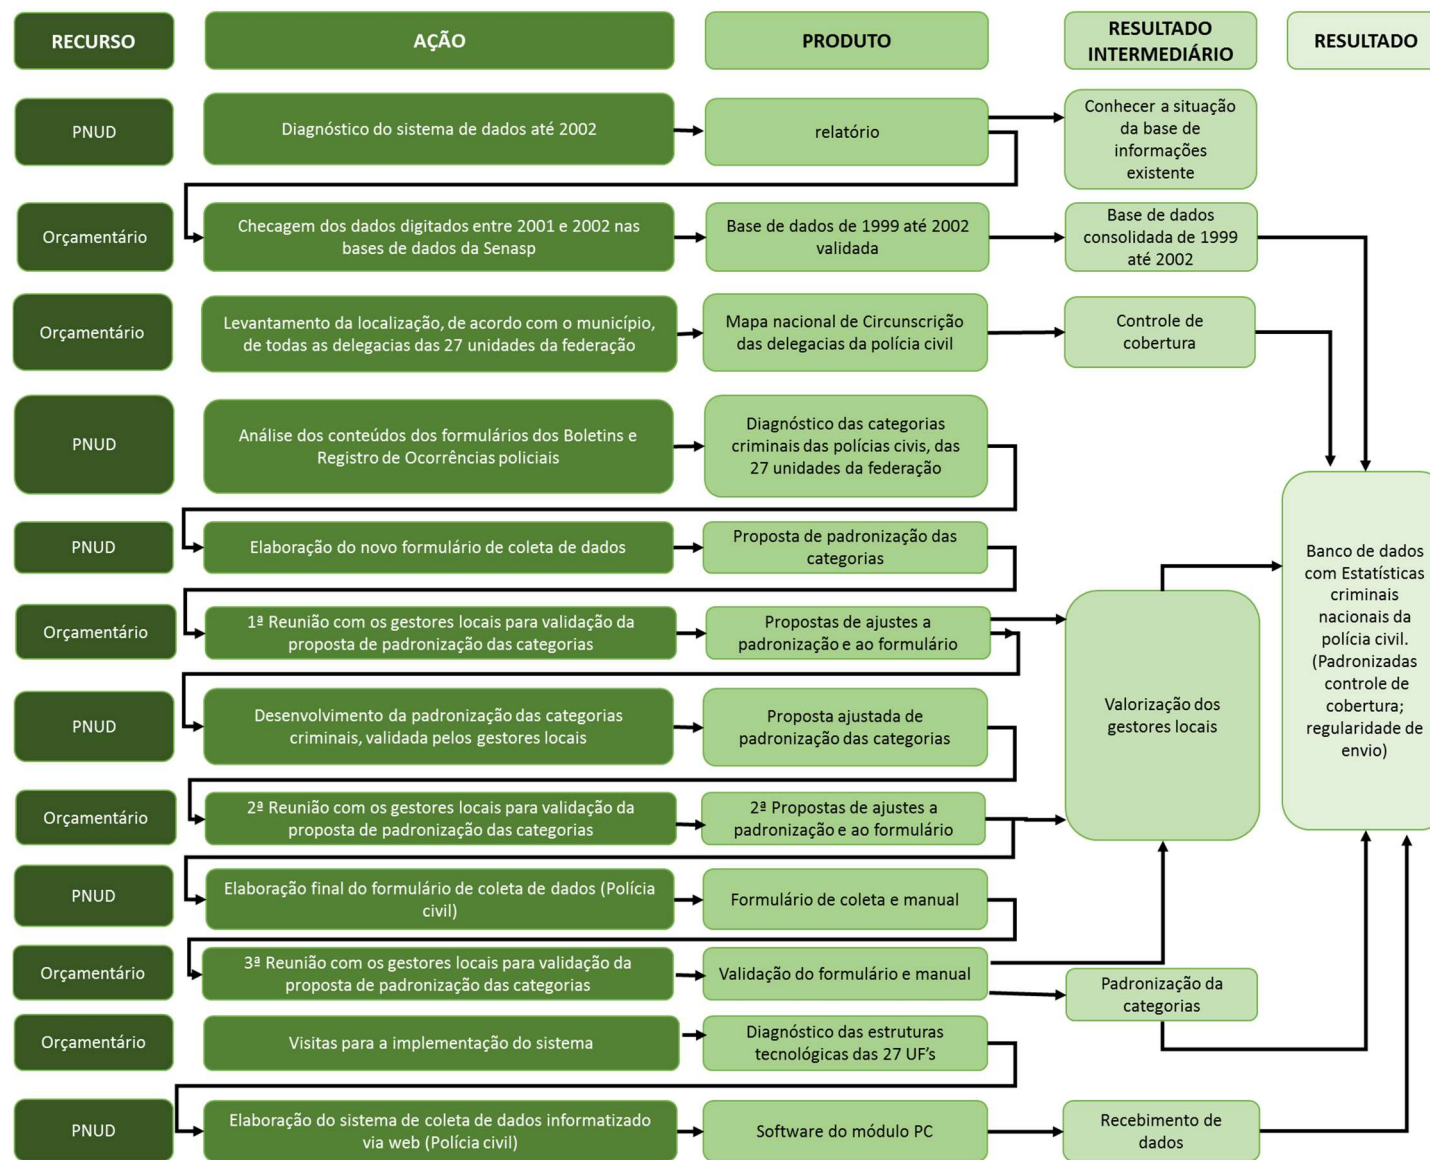 RECURSO
AÇÃO
PRODUTO
RESULTADO
INTERMEDIÁRIO
RESULTADO
PNUD
Diagnóstico do sistema de dados até 2002
relatório
Conhecer a situação
da base de
informações
existente
Orçamentário
Checagem dos dados digitados entre 2001 e 2002 nas
bases de dados da Senasp
Base de dados de 1999 até 2002
validada
Base de dados
consolidada de 1999
até 2002
Orçamentário
Levantamento da localização, de acordo com o município,
de todas as delegacias das 27 unidades da federação
Mapa nacional de Circunscrição
das delegacias da polícia civil
Controle de
cobertura
PNUD
Análise dos conteúdos dos formulários dos Boletins e
Registro de Ocorrências policiais
Diagnóstico das categorias
criminais das polícias civis, das
27 unidades da federação
PNUD
Elaboração do novo formulário de coleta de dados
Proposta de padronização das
categorias
Orçamentário
1ª Reunião com os gestores locais para validação da
proposta de padronização das categorias
Propostas de ajustes a
padronização e ao formulário
PNUD
Desenvolvimento da padronização das categorias
criminais, validada pelos gestores locais
Proposta ajustada de
padronização das categorias
Valorização dos
gestores locais
Banco de dados
com Estatísticas
criminais
nacionais da
polícia civil.
(Padronizadas
controle de
cobertura;
regularidade de
envio)
Orçamentário
2ª Reunião com os gestores locais para validação da
proposta de padronização das categorias
2ª Propostas de ajustes a
padronização e ao formulário
PNUD
Elaboração final do formulário de coleta de dados (Polícia
civil)
Formulário de coleta e manual
Orçamentário
3ª Reunião com os gestores locais para validação da
proposta de padronização das categorias
Validação do formulário e manual
Padronização da
categorias
Orçamentário
Visitas para a implementação do sistema
Diagnóstico das estruturas
tecnológicas das 27 UF's
PNUD
Elaboração do sistema de coleta de dados informatizado
via web (Polícia civil)
Software do módulo PC
Recebimento de
dados